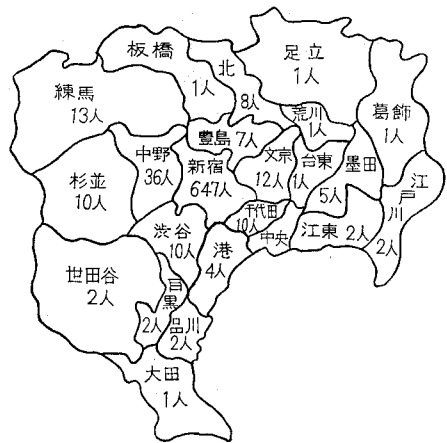 板橋
1人
北
8人
足立
1人
練馬
13人
荒川
1人
葛飾
1人
豊島 7人
中野
36人
新宿
647人
文京
12人
台東
1人
墨田
5人
江戸川
2人
杉並
10人
千代田
10人
中央
江東 2人
渋谷
10人
港
4人
世田谷
2人
目黒
2人
品川
2人
大田
1人